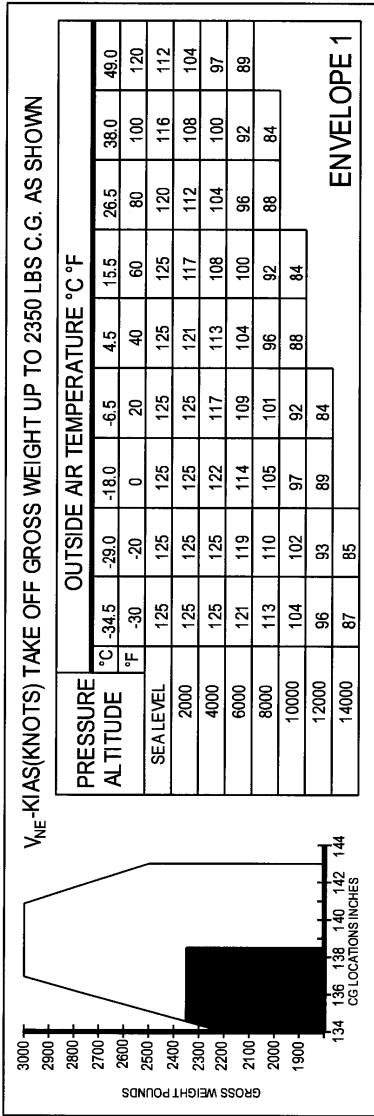 V_NE-KIAS(KNOTS) TAKE OFF GROSS WEIGHT UP TO 2350 LBS C.G. AS SHOWN
3000
2900
2800
2700
2600
2500
2400
2300
2200
2100
2000
1900
GROSS WEIGHT POUNDS
134 136 138 140 142 144
CG LOCATIONS INCHES
PRESSURE ALTITUDE
OUTSIDE AIR TEMPERATURE °C °F
°C -34.5 -29.0 -18.0 -6.5 4.5 15.5 26.5 38.0 49.0
°F -30 -20 0 20 40 60 80 100 120
SEA LEVEL 125 125 125 125 125 125 120 116 112
2000 125 125 125 125 121 117 112 108 104
4000 125 125 122 117 113 108 104 100 97
6000 121 119 114 109 104 100 96 92 89
8000 113 110 105 101 96 92 88 84
10000 104 102 97 92 88 84
12000 96 93 89 84
14000 87 85
ENVELOPE 1